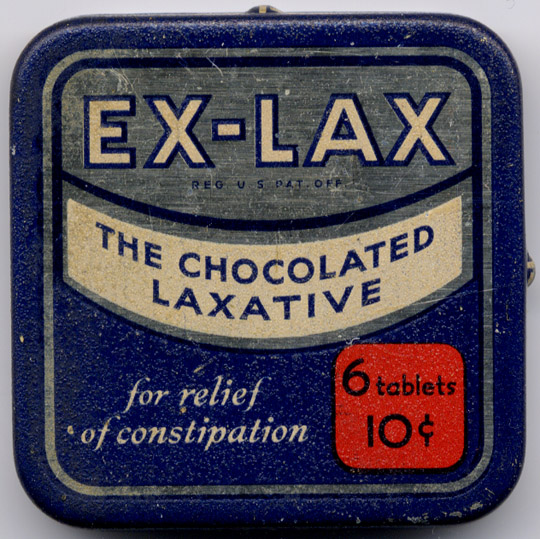 EX-LAX
REG U S PAT. OFF
THE CHOCOLATED
LAXATIVE
for relief
of constipation
6 tablets
10¢